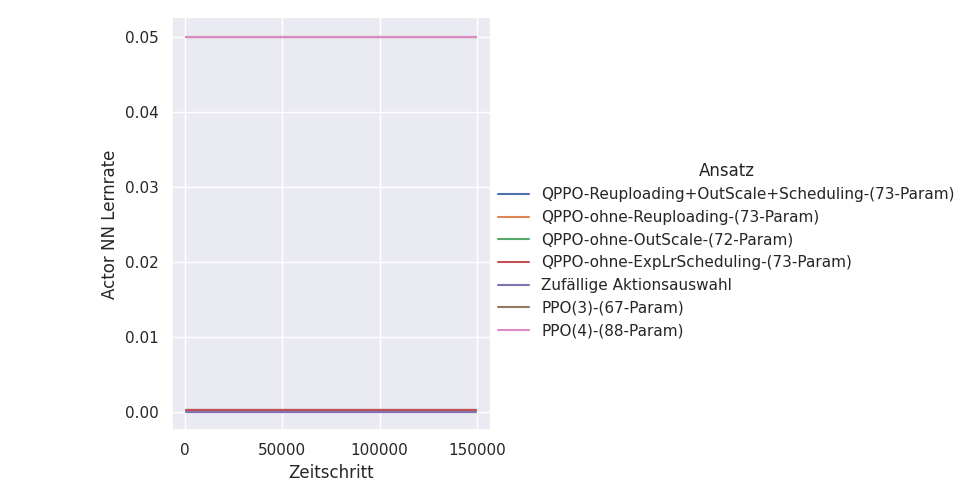 0.05
0.04
0.03
0.02
0.01
0.00
Actor NN Lernrate
0
50000
100000
150000
Zeitschritt
Ansatz
QPPO-Reuploading+OutScale+Scheduling-(73-Param)
QPPO-ohne-Reuploading-(73-Param)
QPPO-ohne-OutScale-(72-Param)
QPPO-ohne-ExpLrScheduling-(73-Param)
Zufällige Aktionsauswahl
PPO(3)-(67-Param)
PPO(4)-(88-Param)